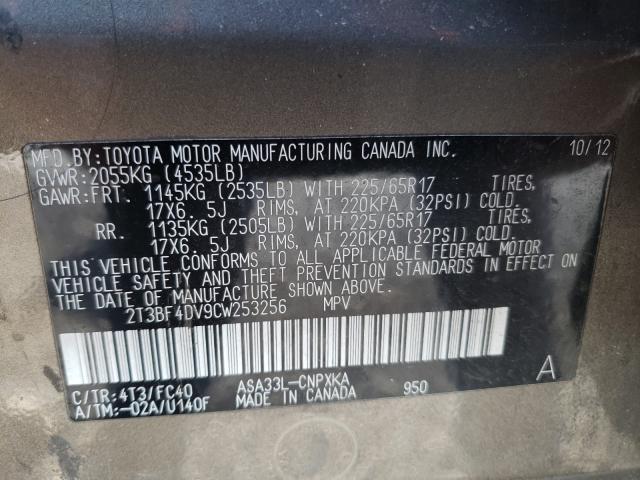 MFD.BY:TOYOTA MOTOR MANUFACTURING CANADA INC. 10/12
GVWR:2055KG (4535LB)
GAWR:FRT. 1145KG (2535LB) WITH 225/65R17 TIRES,
17X6. 5J RIMS, AT 220KPA (32PSI) COLD.
RR. 1135KG (2505LB) WITH 225/65R17 TIRES,
17X6. 5J RIMS, AT 220KPA (32PSI) COLD.
THIS VEHICLE CONFORMS TO ALL APPLICABLE FEDERAL MOTOR
VEHICLE SAFETY AND THEFT PREVENTION STANDARDS IN EFFECT ON
THE DATE OF MANUFACTURE SHOWN ABOVE.
2T3BF4DV9CW253256 MPV
C/TR:4T3/FC40 ASA33L-CNPXKA 950 A
A/TM:-02A/U140F MADE IN CANADA